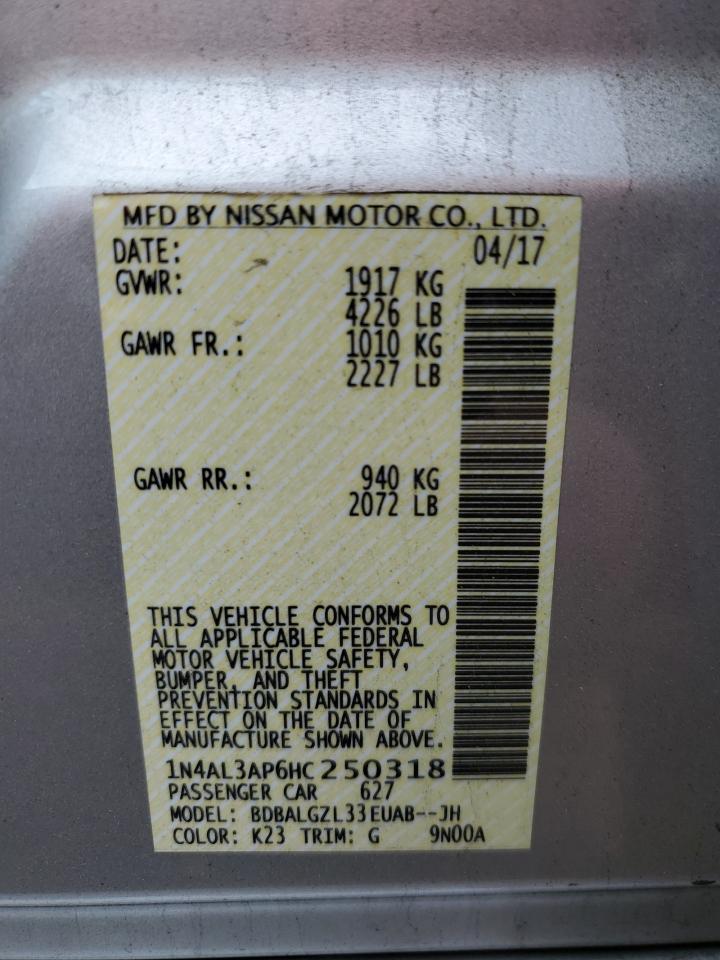 MFD BY NISSAN MOTOR CO., LTD.
DATE: 04/17
GVWR: 1917 KG
4226 LB
GAWR FR.: 1010 KG
2227 LB
GAWR RR.: 940 KG
2072 LB
THIS VEHICLE CONFORMS TO
ALL APPLICABLE FEDERAL
MOTOR VEHICLE SAFETY,
BUMPER, AND THEFT
PREVENTION STANDARDS IN
EFFECT ON THE DATE OF
MANUFACTURE SHOWN ABOVE.
1N4AL3AP6HC250318
PASSENGER CAR 627
MODEL: BDBALGZL33EUAB--JH
COLOR: K23 TRIM: G 9N00A